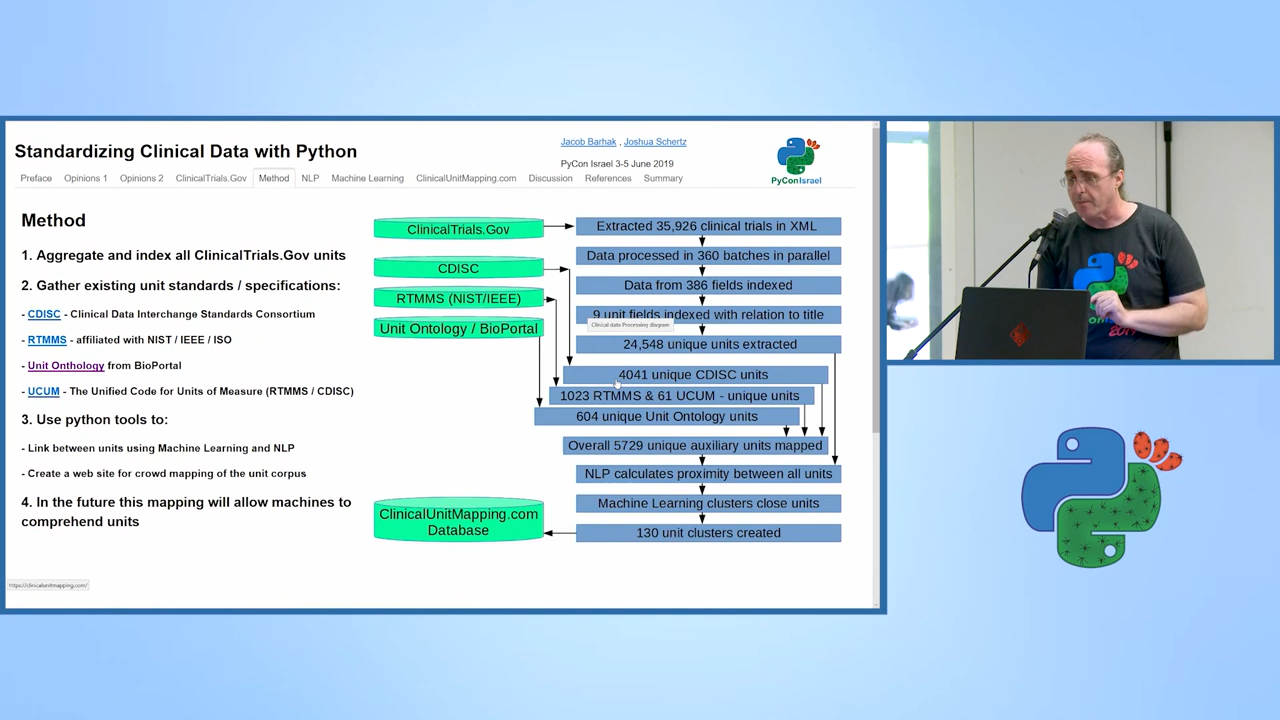 Standardizing Clinical Data with Python
Jacob Barhak , Joshua Schertz
PyCon Israel 3-5 June 2019
PyConIsrael
Preface Opinions 1 Opinions 2 ClinicalTrials.Gov Method NLP Machine Learning ClinicalUnitMapping.com Discussion References Summary
Method
1. Aggregate and index all ClinicalTrials.Gov units
2. Gather existing unit standards / specifications:
- CDISC - Clinical Data Interchange Standards Consortium
- RTMMS - affiliated with NIST / IEEE / ISO
- Unit Onthology from BioPortal
- UCUM - The Unified Code for Units of Measure (RTMMS / CDISC)
3. Use python tools to:
- Link between units using Machine Learning and NLP
- Create a web site for crowd mapping of the unit corpus
4. In the future this mapping will allow machines to
comprehend units
ClinicalTrials.Gov
CDISC
RTMMS (NIST/IEEE)
Unit Ontology / BioPortal
ClinicalUnitMapping.com
Database
Extracted 35,926 clinical trials in XML
Data processed in 360 batches in parallel
Data from 386 fields indexed
9 unit fields indexed with relation to title
Clinical data Processing diagram
24,548 unique units extracted
4041 unique CDISC units
1023 RTMMS & 61 UCUM - unique units
604 unique Unit Ontology units
Overall 5729 unique auxiliary units mapped
NLP calculates proximity between all units
Machine Learning clusters close units
130 unit clusters created
https://clinicalunitmapping.com/
2019